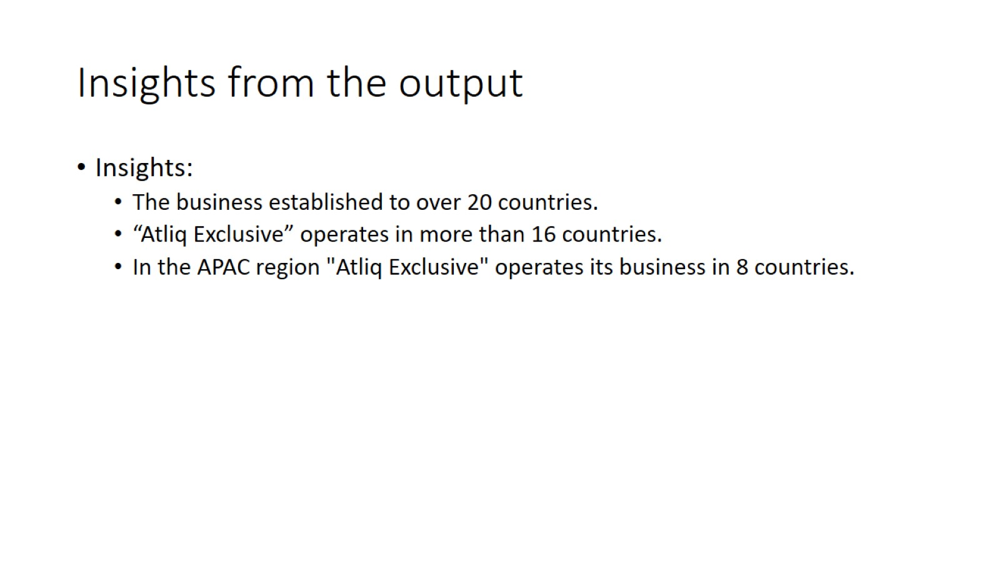 Insights from the output
• Insights:
• The business established to over 20 countries.
• “Atliq Exclusive” operates in more than 16 countries.
• In the APAC region "Atliq Exclusive" operates its business in 8 countries.